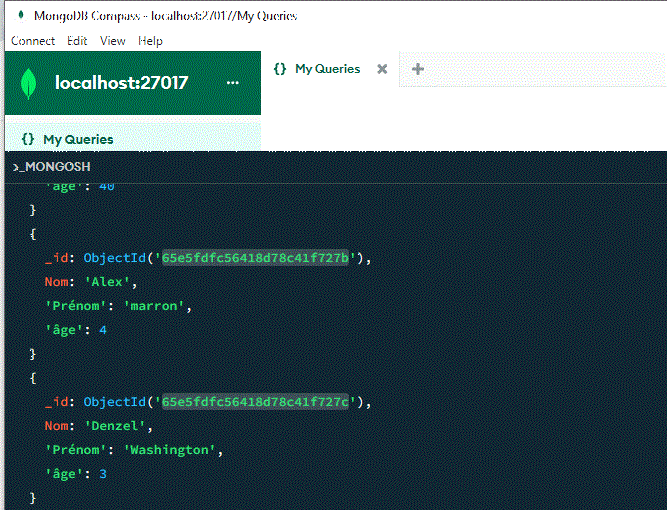 MongoDB Compass - localhost:27017//My Queries
Connect Edit View Help
localhost:27017 ...
{} My Queries × +
{} My Queries
>_MONGOSH
'âge': 40
}
{
_id: ObjectId('65e5fdfc56418d78c41f727b'),
Nom: 'Alex',
'Prénom': 'marron',
'âge': 4
}
{
_id: ObjectId('65e5fdfc56418d78c41f727c'),
Nom: 'Denzel',
'Prénom': 'Washington',
'âge': 3
}